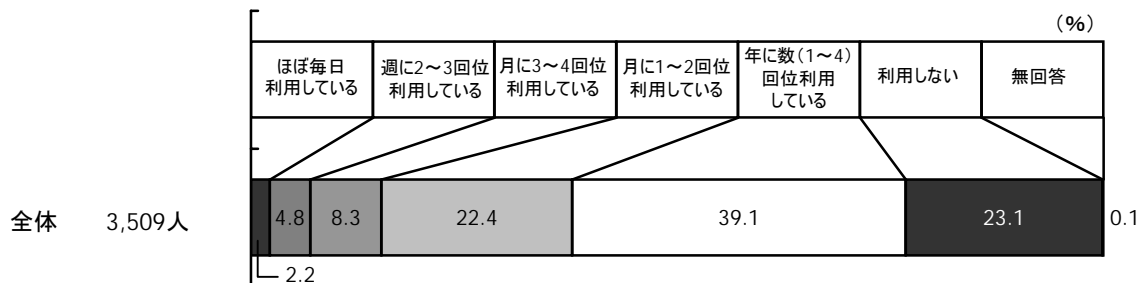 (%)
ほぼ毎日
利用している
週に2～3回位
利用している
月に3～4回位
利用している
月に1～2回位
利用している
年に数(1～4)
回位利用
している
利用しない
無回答
全体 3,509人
4.8
8.3
22.4
39.1
23.1
0.1
2.2